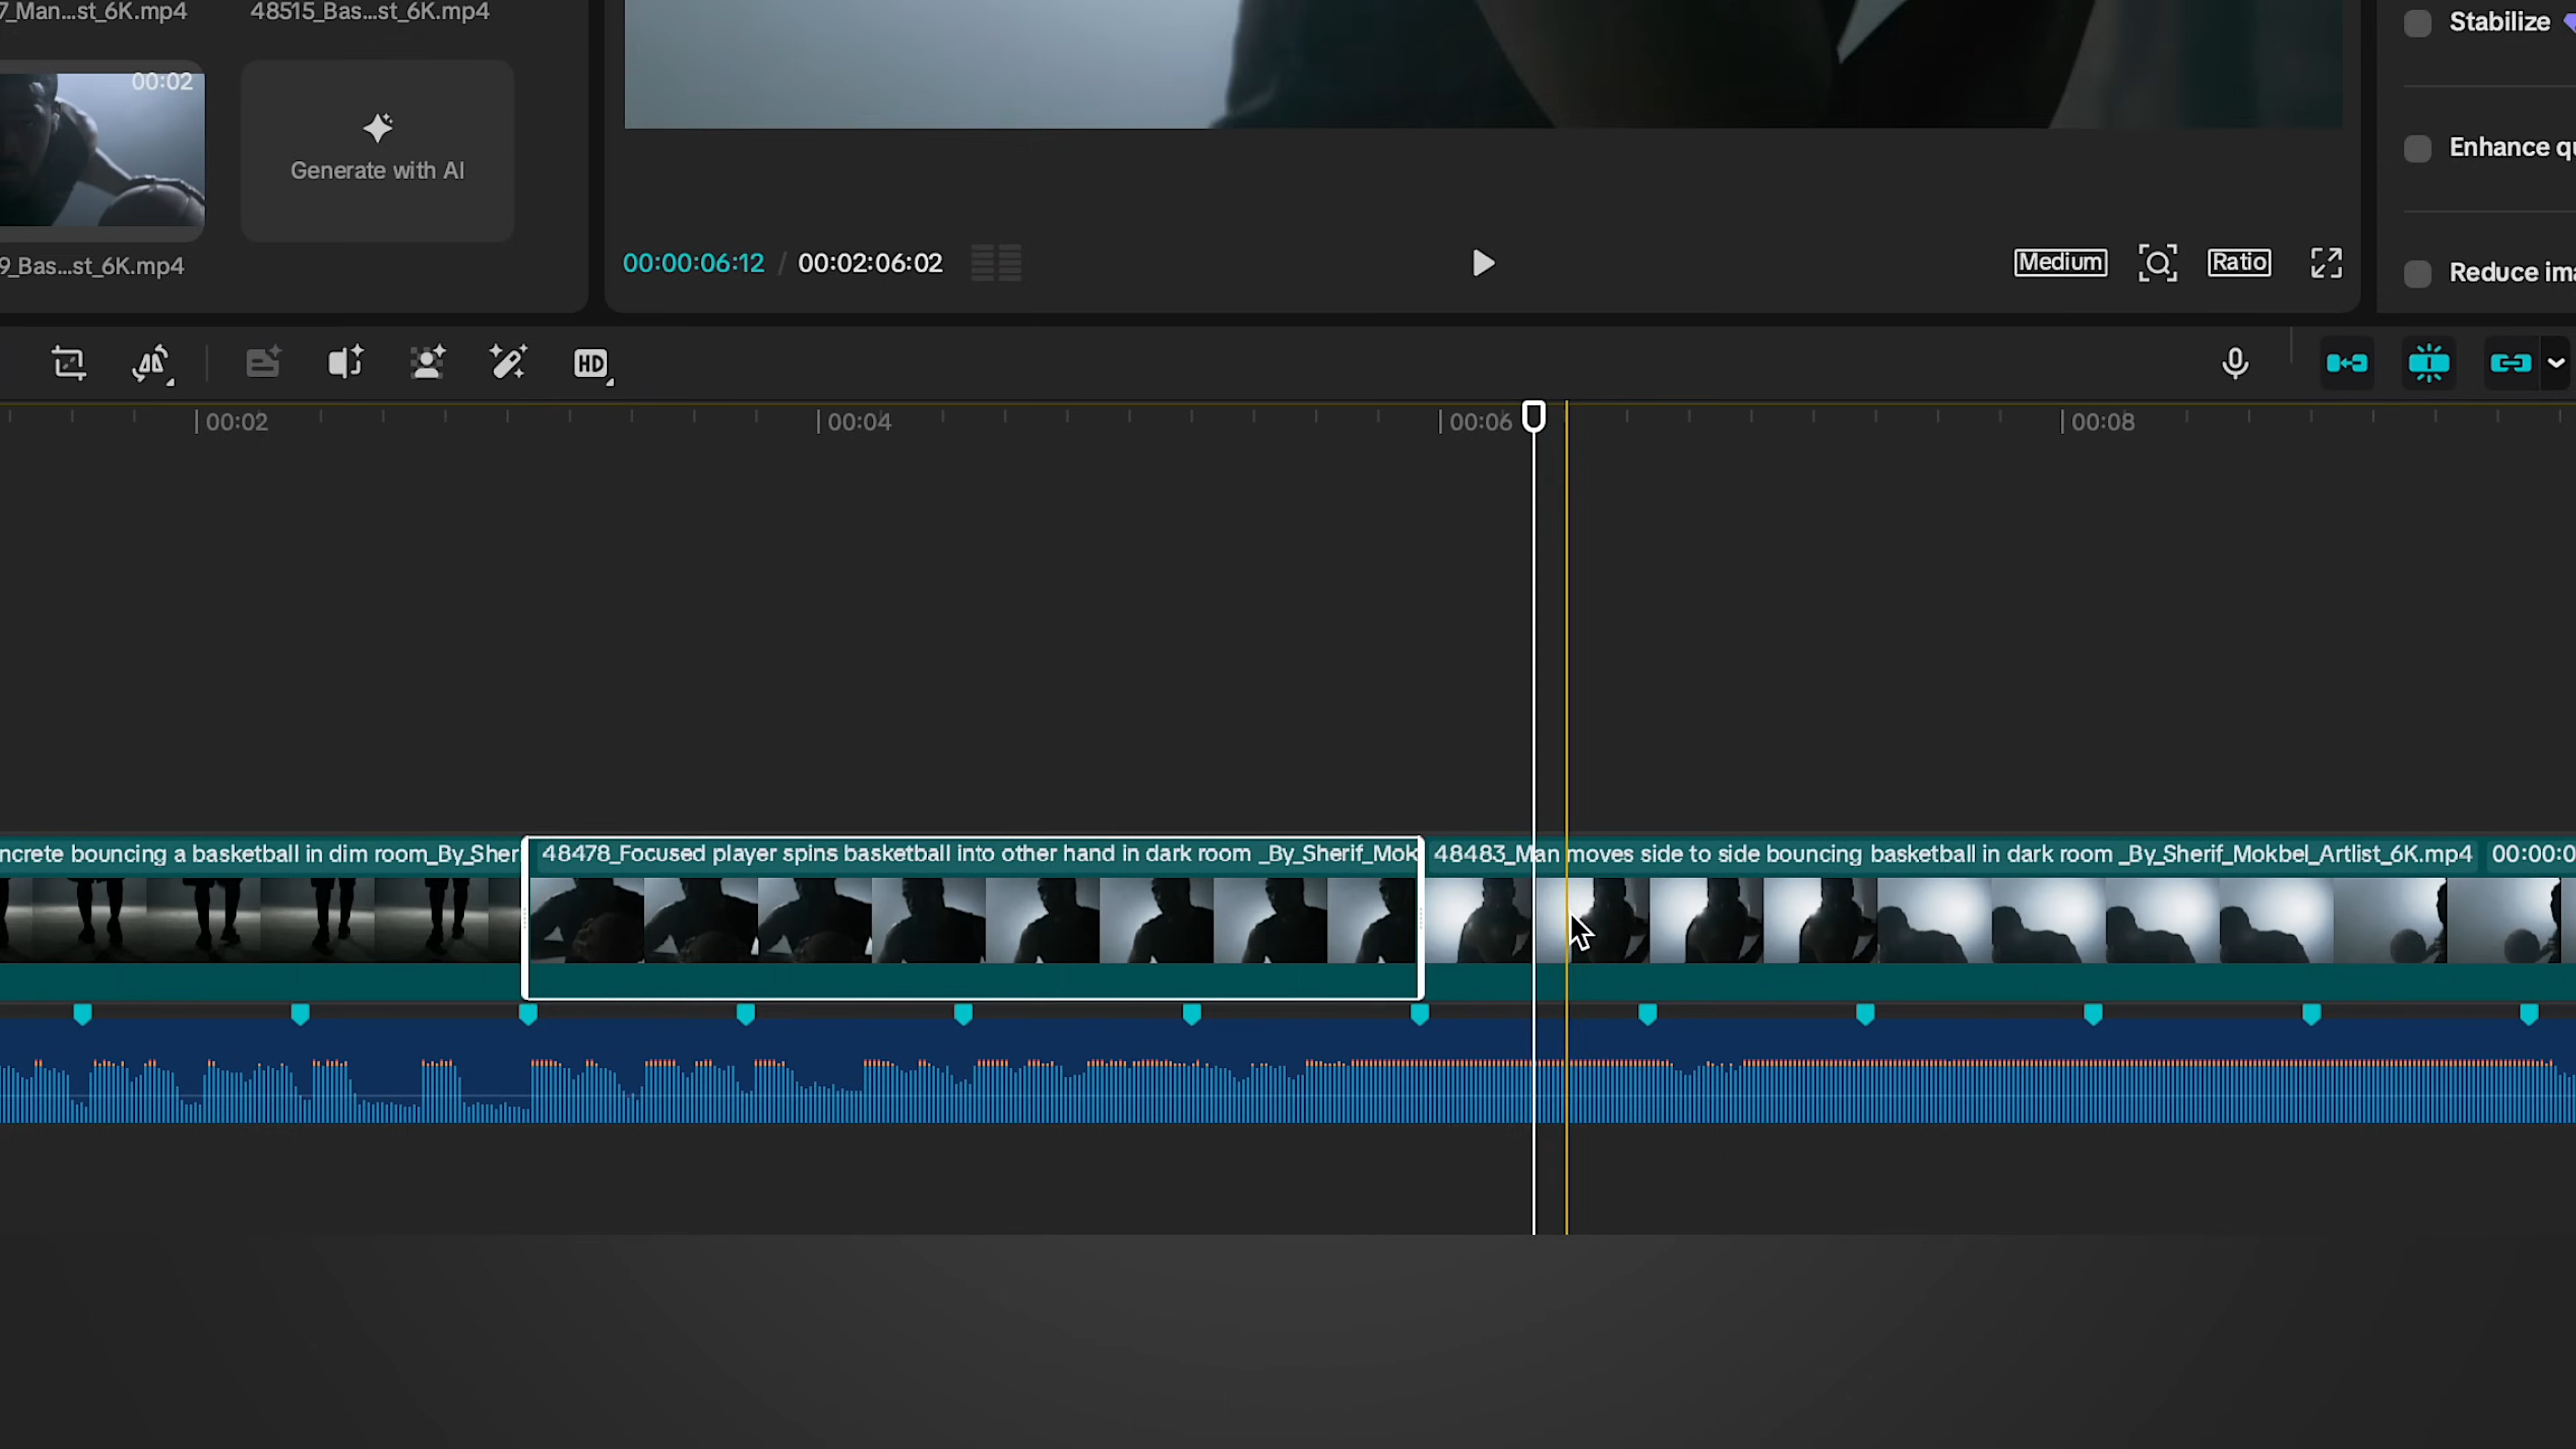 7_Man...st_6K.mp4
48515_Bas...st_6K.mp4
00:02
Generate with AI
9_Bas...st_6K.mp4
00:00:06:12 / 00:02:06:02
Medium
Ratio
Stabilize
Enhance qu
Reduce ima
HD
00:02
00:04
00:06
00:08
ncrete bouncing a basketball in dim room_By_Sher
48478_Focused player spins basketball into other hand in dark room _By_Sherif_Mok
48483_Man moves side to side bouncing basketball in dark room _By_Sherif_Mokbel_Artlist_6K.mp4
00:00:0